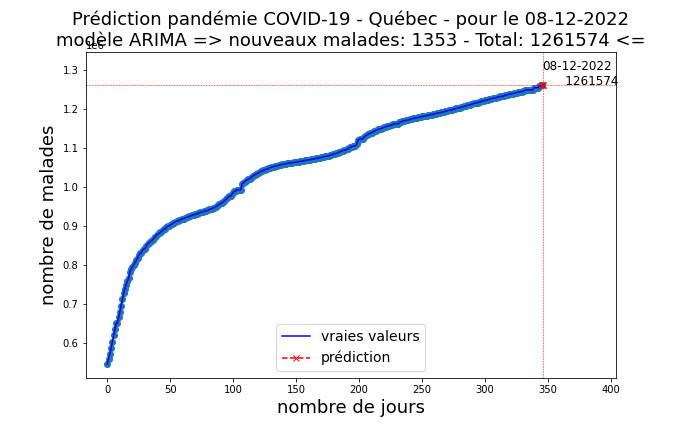 Prédiction pandémie COVID-19 - Québec - pour le 08-12-2022
modèle ARIMA => nouveaux malades: 1353 - Total: 1261574 <=
1e6
08-12-2022
1261574
1.3
1.2
1.1
1.0
0.9
0.8
0.7
0.6
nombre de malades
vraies valeurs
prédiction
0 50 100 150 200 250 300 350 400
nombre de jours